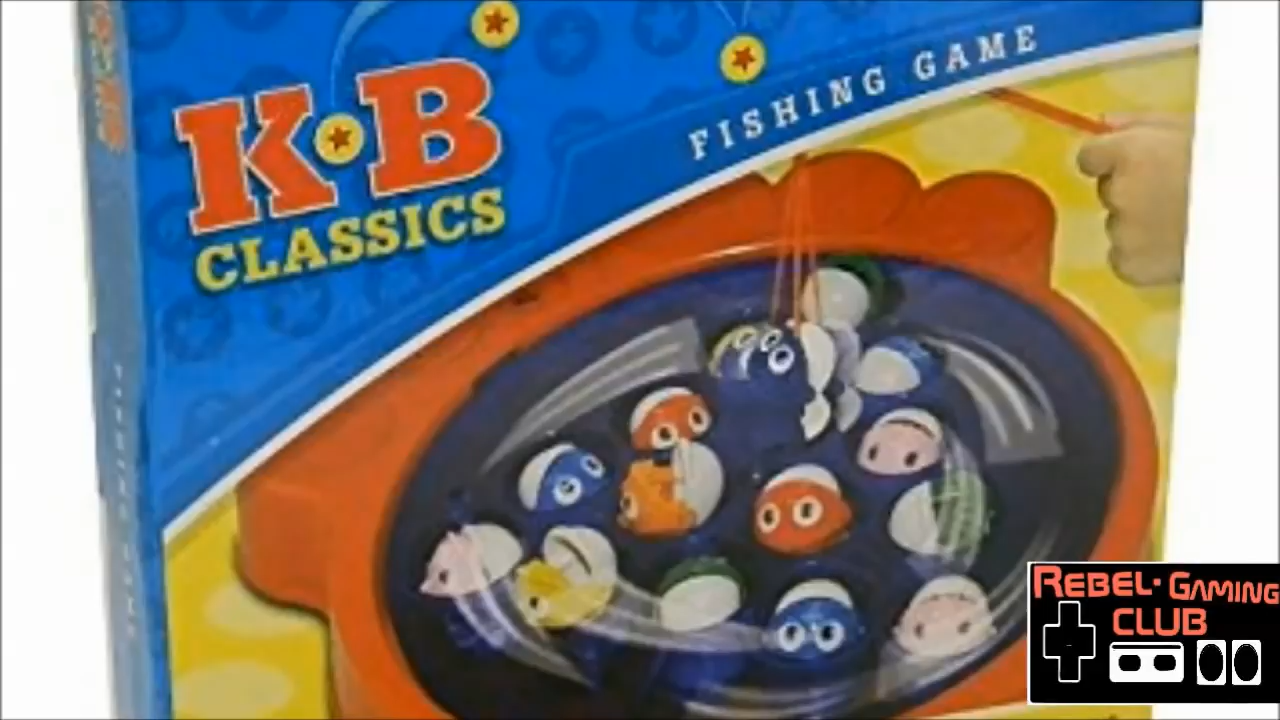 K·B
CLASSICS
FISHING GAME
REBEL·GAMING
CLUB